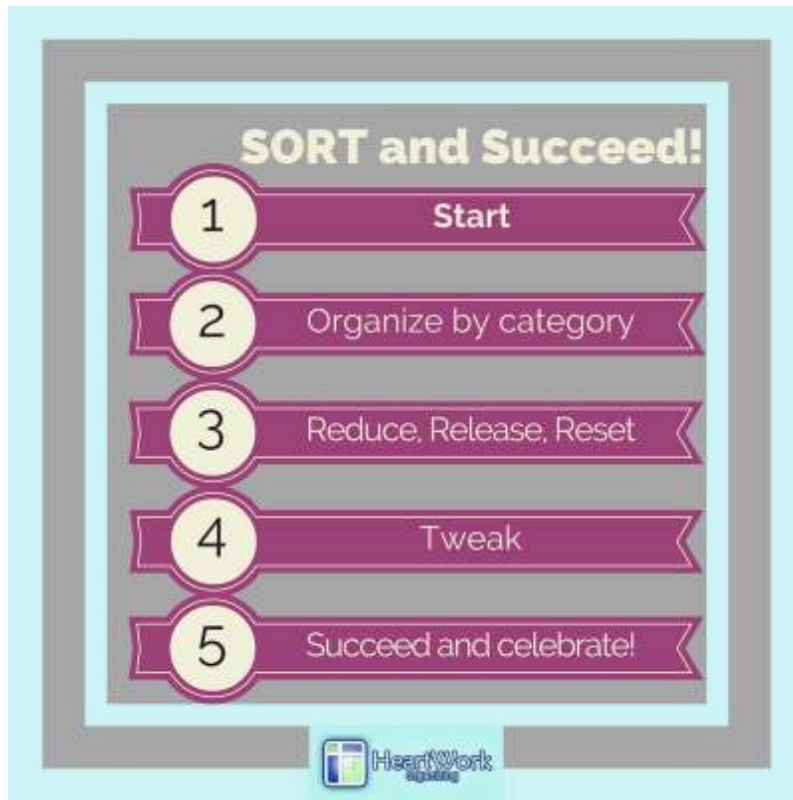 SORT and Succeed!
1 Start
2 Organize by category
3 Reduce, Release, Reset
4 Tweak
5 Succeed and celebrate!
HeartWork
Organizing